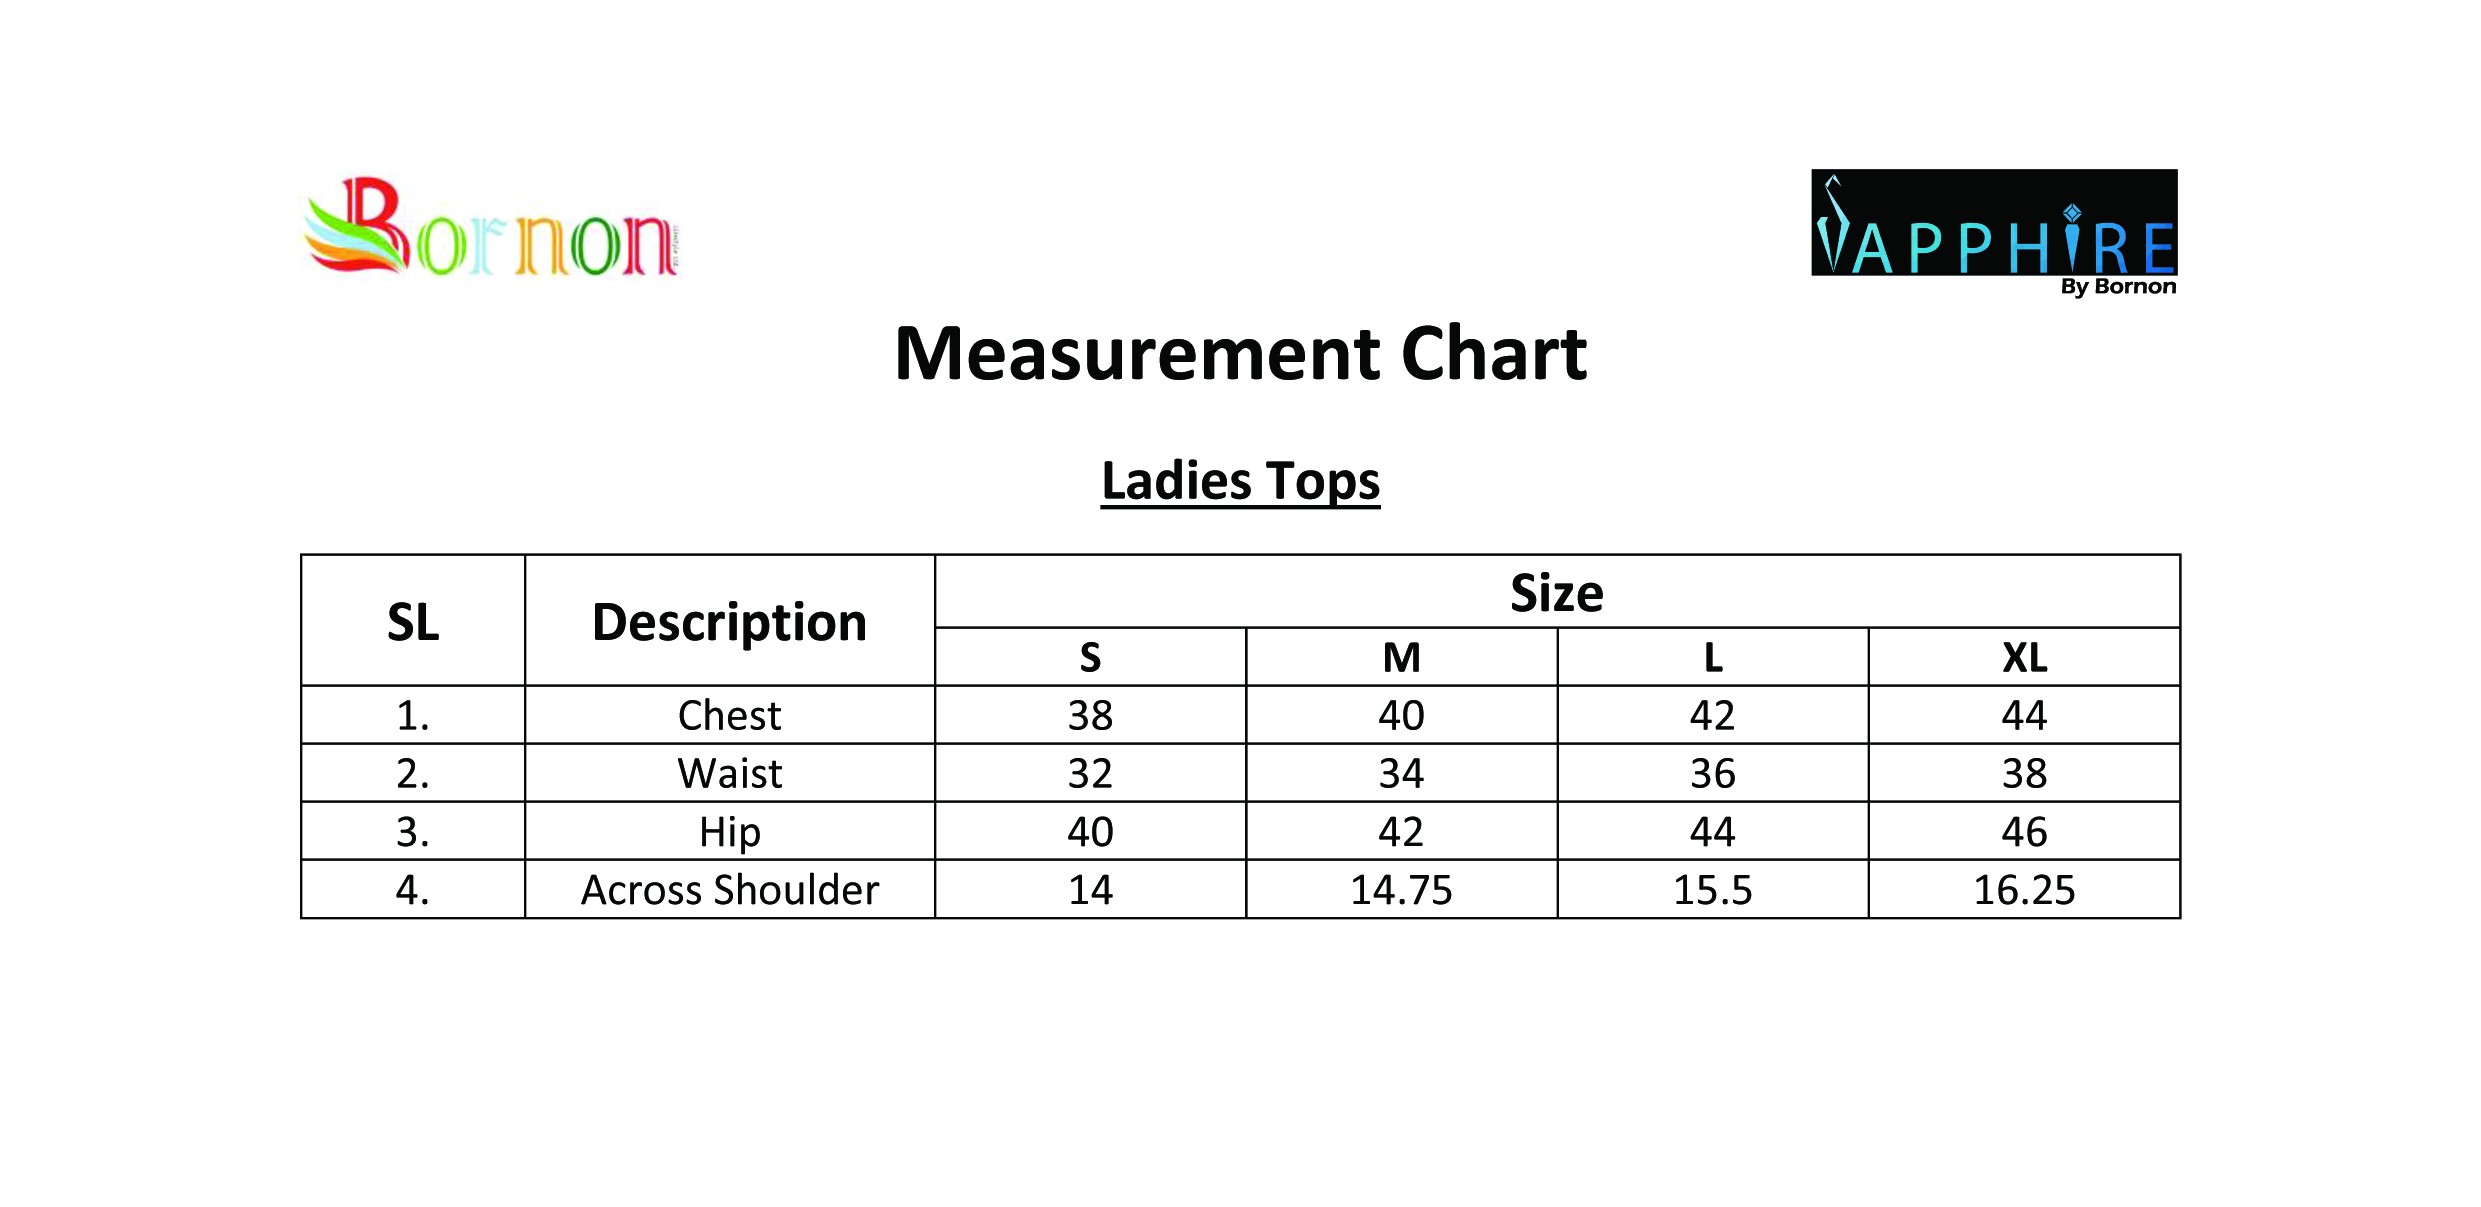 Bornon
SAPPHIRE
By Bornon
Measurement Chart
Ladies Tops
SL Description Size
S M L XL
1. Chest 38 40 42 44
2. Waist 32 34 36 38
3. Hip 40 42 44 46
4. Across Shoulder 14 14.75 15.5 16.25